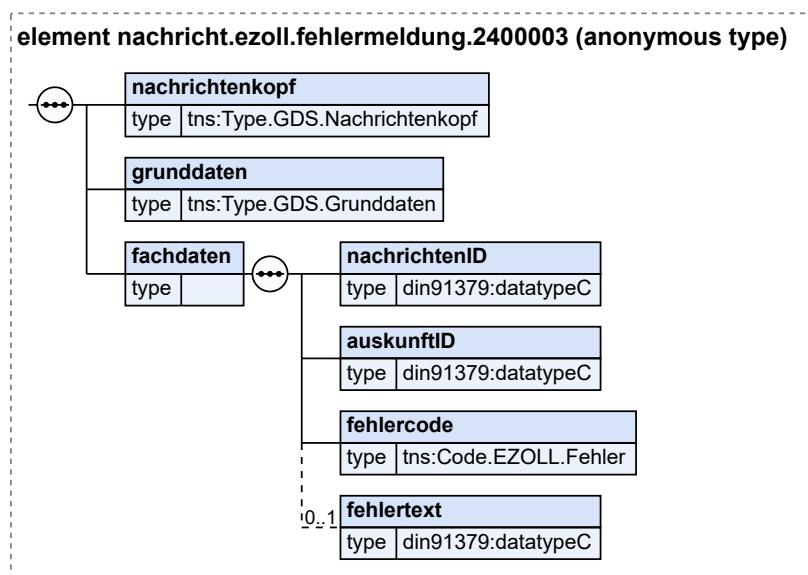 element nachricht.ezoll.fehlermeldung.2400003 (anonymous type)
nachrichtenkopf
type tns:Type.GDS.Nachrichtenkopf
grunddaten
type tns:Type.GDS.Grunddaten
fachdaten
type
nachrichtenID
type din91379:datatypeC
auskunftID
type din91379:datatypeC
fehlercode
type tns:Code.EZOLL.Fehler
0..1
fehlertext
type din91379:datatypeC